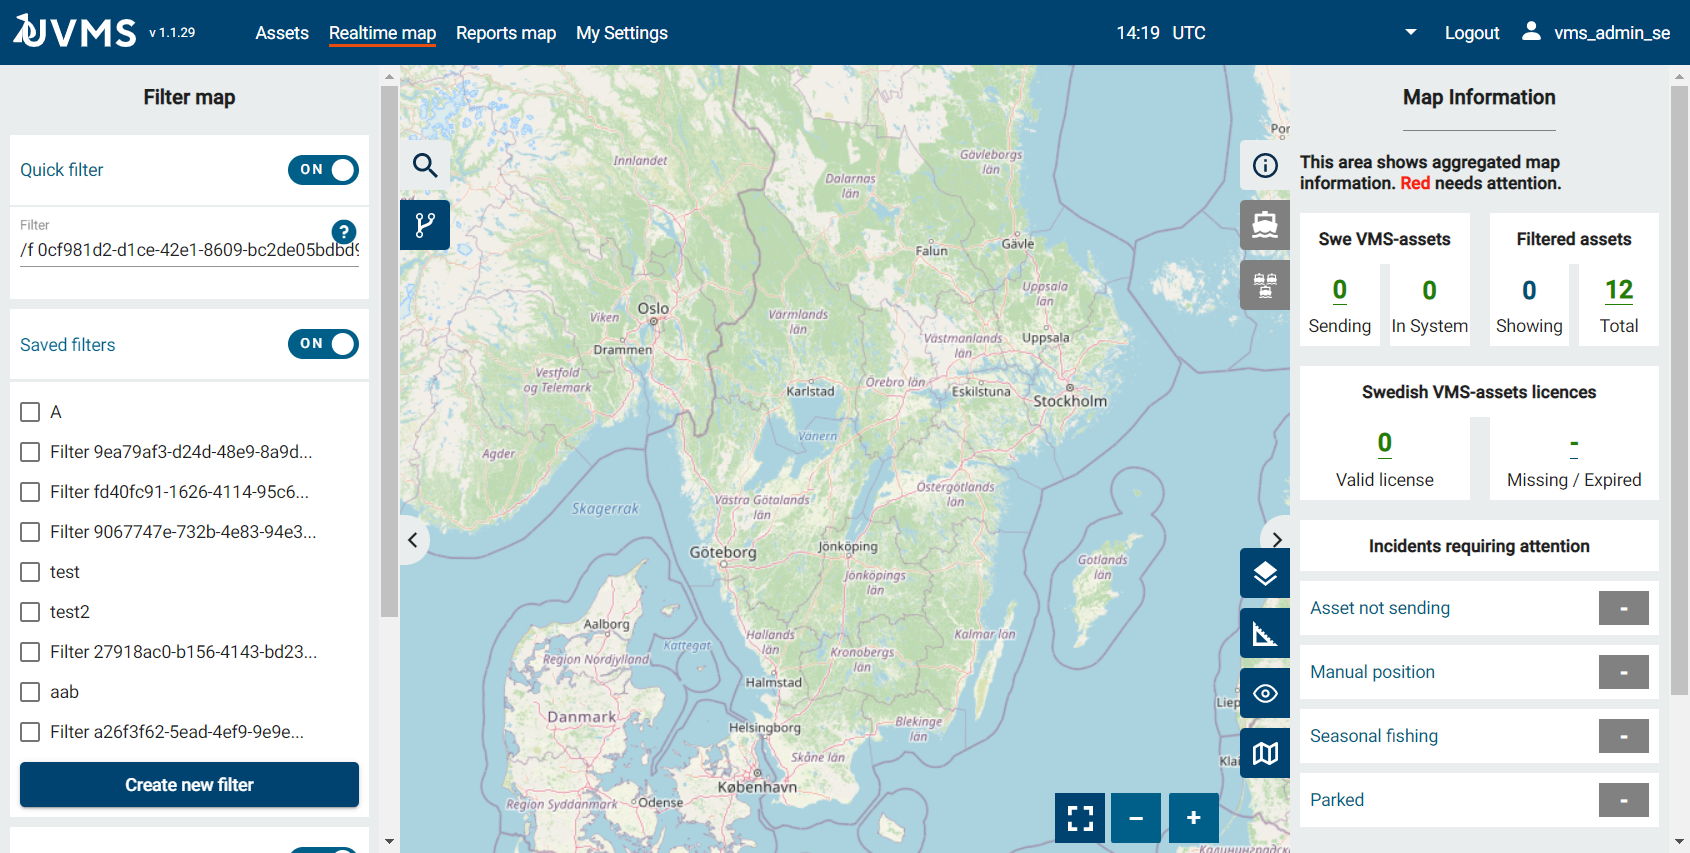 UVMS v 1.1.29
Assets
Realtime map
Reports map
My Settings
14:19 UTC
Logout
vms_admin_se
Filter map
Quick filter
ON
Filter
?
/f 0cf981d2-d1ce-42e1-8609-bc2de05bdbd9
Saved filters
ON
A
Filter 9ea79af3-d24d-48e9-8a9d...
Filter fd40fc91-1626-4114-95c6...
Filter 9067747e-732b-4e83-94e3...
test
test2
Filter 27918ac0-b156-4143-bd23...
aab
Filter a26f3f62-5ead-4ef9-9e9e...
Create new filter
Innlandet
Dalarnas
län
Gävleborgs
län
Por
Falun
Gävle
Oslo
Viken
Drammen
Värmlands
län
Uppsala
län
Uppsala
Västmanlands
län
Vestfold
og Telemark
Karlstad
Örebro län
Eskilstuna
Stockholm
Vänern
Agder
Skagerrak
Västra Götalands
län
Östergötlands
län
Göteborg
Jönköping
Jönköpings
län
Gotlands
län
Aalborg
Region Nordjylland
Kattegat
Hallands
län
Kronobergs
län
Kalmar län
Halmstad
Danmark
Helsingborg
Blekinge
län
Skåne län
København
Region Syddanmark
Odense
Liep
Klai
Калининградская
Map Information
This area shows aggregated map
information. Red needs attention.
Swe VMS-assets
0
Sending
0
In System
Filtered assets
0
Showing
12
Total
Swedish VMS-assets licences
0
Valid license
-
Missing / Expired
Incidents requiring attention
Asset not sending -
Manual position -
Seasonal fishing -
Parked -